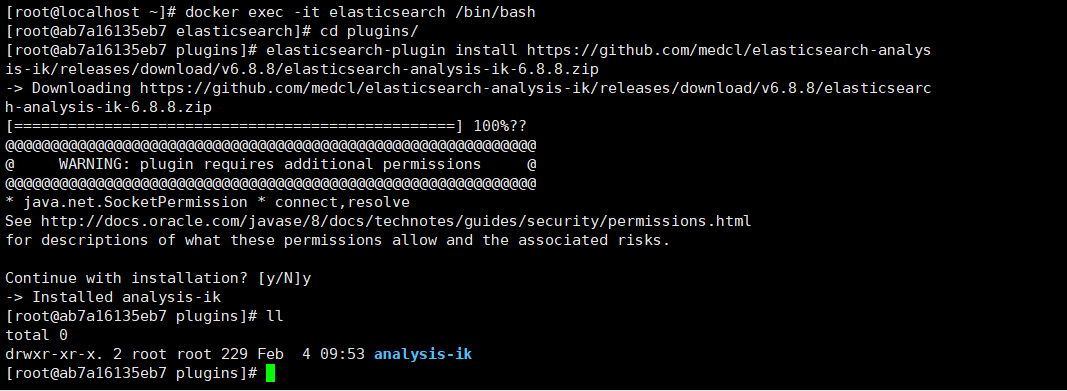 [root@localhost ~]# docker exec -it elasticsearch /bin/bash
[root@ab7a16135eb7 elasticsearch]# cd plugins/
[root@ab7a16135eb7 plugins]# elasticsearch-plugin install https://github.com/medcl/elasticsearch-analys
is-ik/releases/download/v6.8.8/elasticsearch-analysis-ik-6.8.8.zip
-> Downloading https://github.com/medcl/elasticsearch-analysis-ik/releases/download/v6.8.8/elasticsearc
h-analysis-ik-6.8.8.zip
[=================================================] 100%??
@@@@@@@@@@@@@@@@@@@@@@@@@@@@@@@@@@@@@@@@@@@@@@@@@@@@@@@@@@@
@     WARNING: plugin requires additional permissions     @
@@@@@@@@@@@@@@@@@@@@@@@@@@@@@@@@@@@@@@@@@@@@@@@@@@@@@@@@@@@
* java.net.SocketPermission * connect,resolve
See http://docs.oracle.com/javase/8/docs/technotes/guides/security/permissions.html
for descriptions of what these permissions allow and the associated risks.
Continue with installation? [y/N]y
-> Installed analysis-ik
[root@ab7a16135eb7 plugins]# ll
total 0
drwxr-xr-x. 2 root root 229 Feb  4 09:53 analysis-ik
[root@ab7a16135eb7 plugins]#